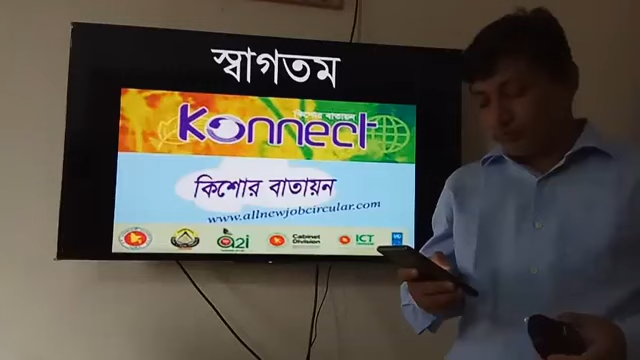 স্বাগতম
কিশোর বাতায়ন
Konnect
কিশোর বাতায়ন
www.allnewjobcircular.com
a2i
Cabinet Division
ICT